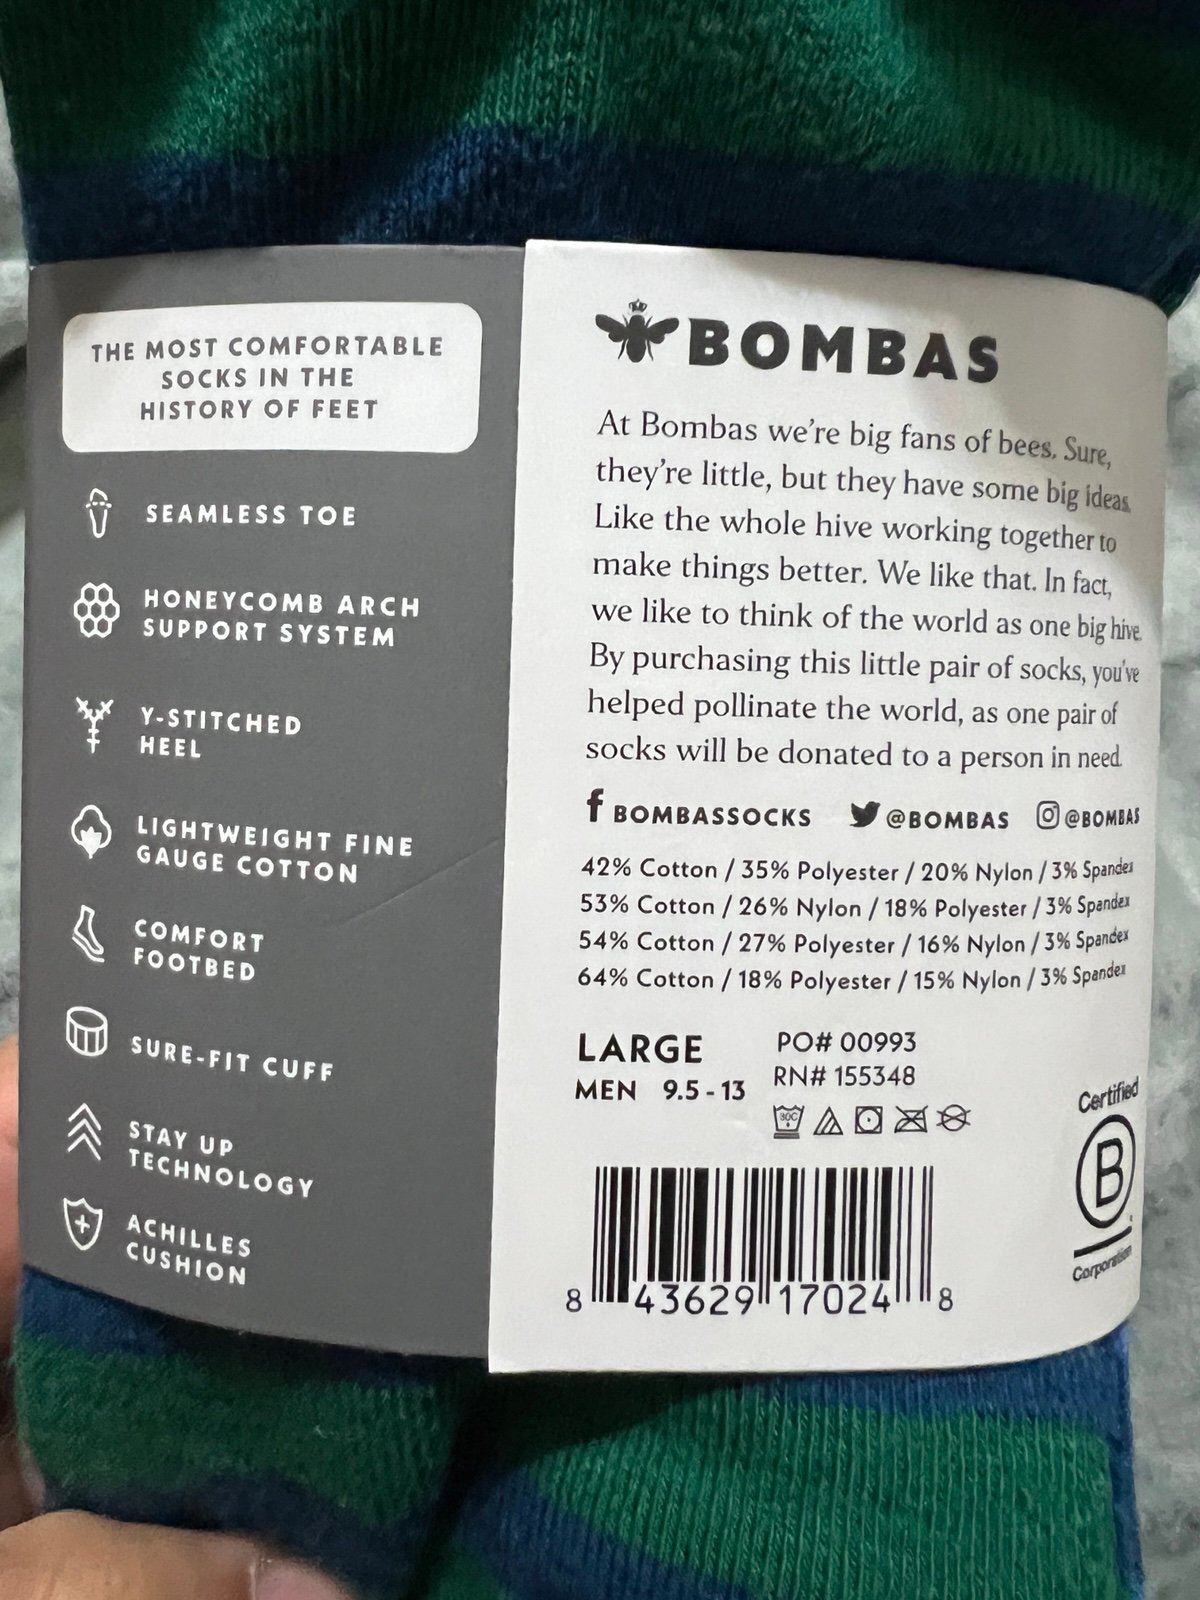 THE MOST COMFORTABLE
SOCKS IN THE
HISTORY OF FEET
SEAMLESS TOE
HONEYCOMB ARCH
SUPPORT SYSTEM
Y-STITCHED
HEEL
LIGHTWEIGHT FINE
GAUGE COTTON
COMFORT
FOOTBED
SURE-FIT CUFF
STAY UP
TECHNOLOGY
ACHILLES
CUSHION
BOMBAS
At Bombas we're big fans of bees. Sure,
they're little, but they have some big ideas.
Like the whole hive working together to
make things better. We like that. In fact,
we like to think of the world as one big hive.
By purchasing this little pair of socks, you've
helped pollinate the world, as one pair of
socks will be donated to a person in need.
f BOMBASSOCKS @BOMBAS @BOMBAS
42% Cotton / 35% Polyester / 20% Nylon / 3% Spandex
53% Cotton / 26% Nylon / 18% Polyester / 3% Spandex
54% Cotton / 27% Polyester / 16% Nylon / 3% Spandex
64% Cotton / 18% Polyester / 15% Nylon / 3% Spandex
LARGE
MEN 9.5 - 13
PO# 00993
RN# 155348
30C
Certified
B
Corporation
8 43629 17024 8